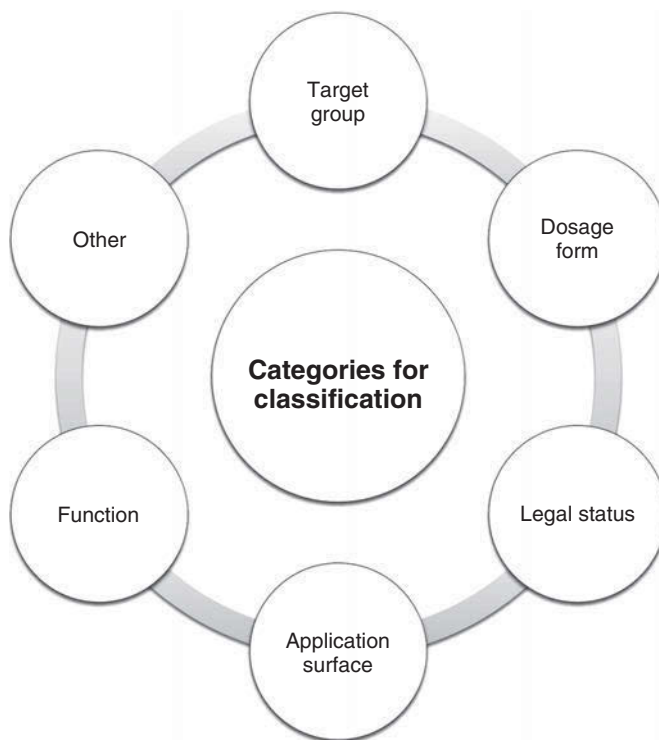 Target
group
Other
Dosage
form
Categories for
classification
Function
Legal status
Application
surface